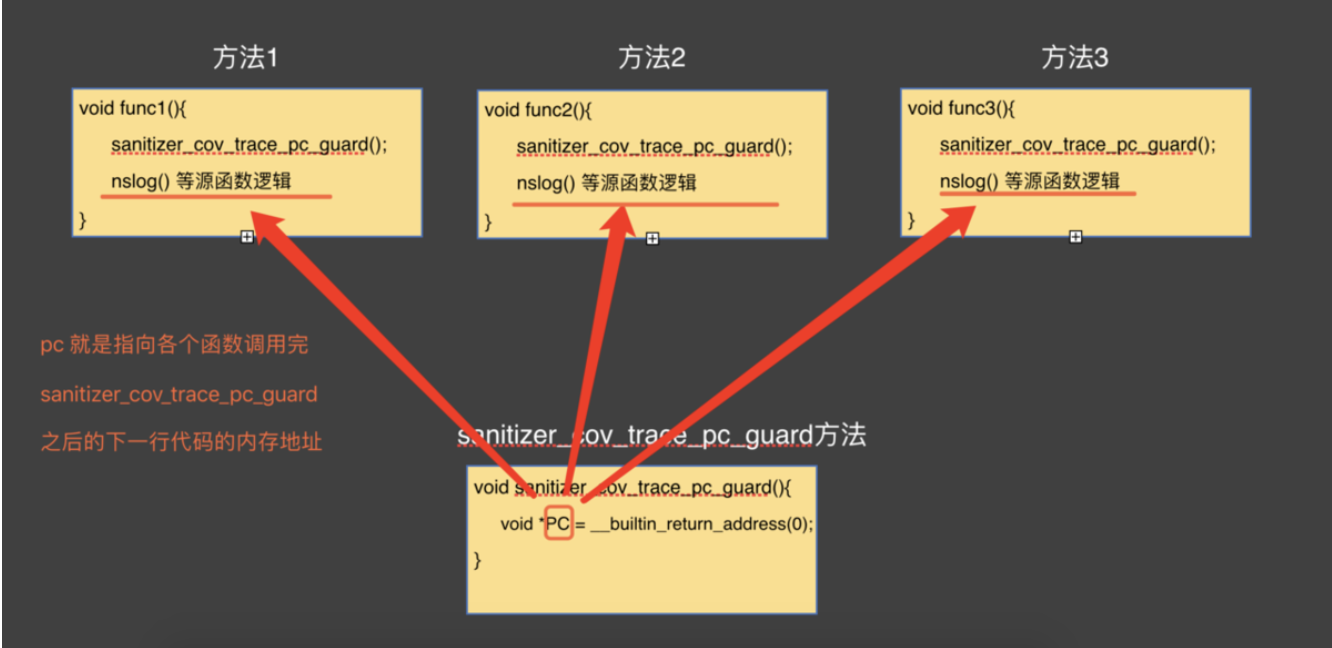 方法1
void func1(){
sanitizer_cov_trace_pc_guard();
nslog() 等源函数逻辑
}
方法2
void func2(){
sanitizer_cov_trace_pc_guard();
nslog() 等源函数逻辑
}
方法3
void func3(){
sanitizer_cov_trace_pc_guard();
nslog() 等源函数逻辑
}
pc 就是指向各个函数调用完
sanitizer_cov_trace_pc_guard
之后的下一行代码的内存地址
sanitizer_cov_trace_pc_guard方法
void sanitizer_cov_trace_pc_guard(){
void *PC = __builtin_return_address(0);
}